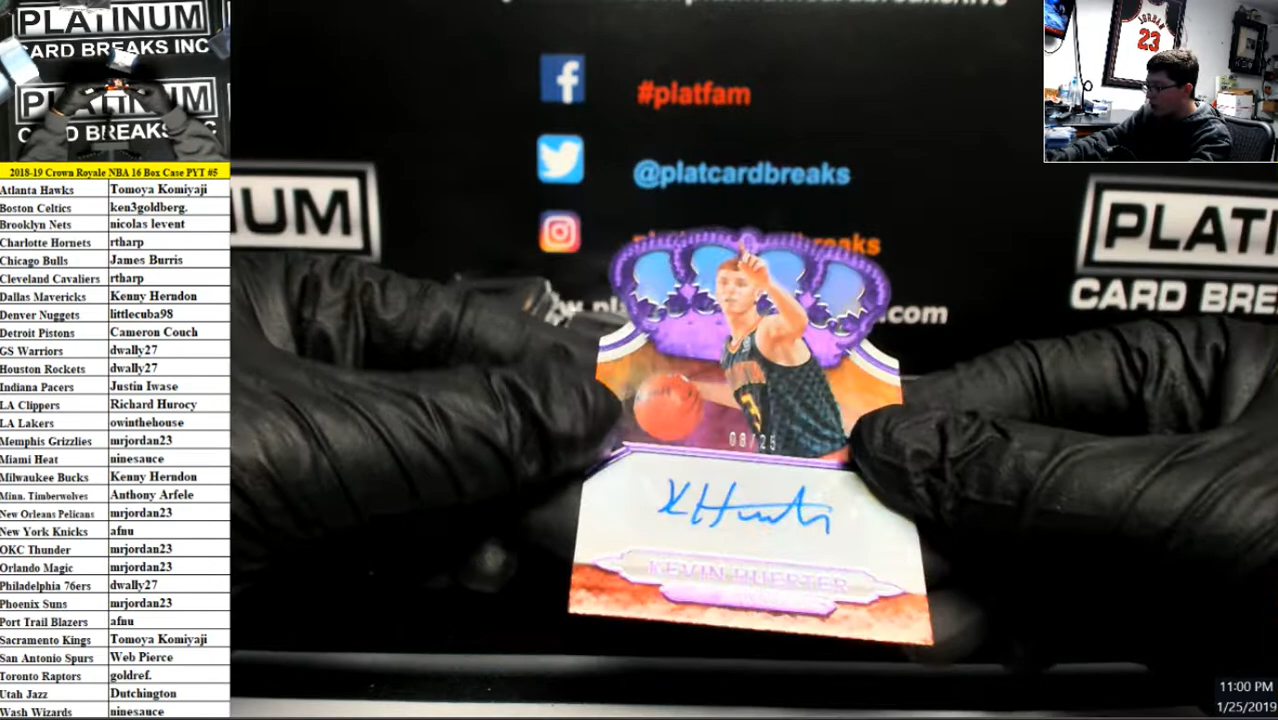 PLATINUM
CARD BREAKS INC
PLATINUM
CARD BREAKS INC
2018-19 Crown Royale NBA 16 Box Case PYT #5
Atlanta Hawks Tomoya Komiyaji
Boston Celtics ken3goldberg.
Brooklyn Nets nicolas levent
Charlotte Hornets rtharp
Chicago Bulls James Burris
Cleveland Cavaliers rtharp
Dallas Mavericks Kenny Herndon
Denver Nuggets littlecuba98
Detroit Pistons Cameron Couch
GS Warriors dwally27
Houston Rockets dwally27
Indiana Pacers Justin Iwase
LA Clippers Richard Hurocy
LA Lakers owinthehouse
Memphis Grizzlies mrjordan23
Miami Heat ninesauce
Milwaukee Bucks Kenny Herndon
Minn. Timberwolves Anthony Arfele
New Orleans Pelicans mrjordan23
New York Knicks afnu
OKC Thunder mrjordan23
Orlando Magic mrjordan23
Philadelphia 76ers dwally27
Phoenix Suns mrjordan23
Port Trail Blazers afnu
Sacramento Kings Tomoya Komiyaji
San Antonio Spurs Web Pierce
Toronto Raptors goldref.
Utah Jazz Dutchington
Wash Wizards ninesauce
#platfam
@platcardbreaks
NUM
PLATI
CARD BRE
.com
08/25
K Huerter
KEVIN HUERTER
JORDAN
23
11:00 PM
1/25/2019